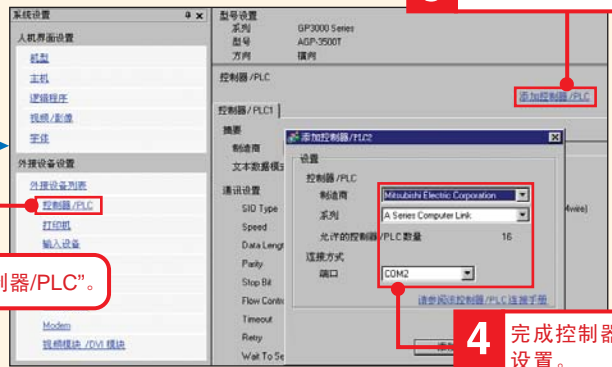 系统设置
人机界面设置
机型
主机
逻辑程序
视频/影像
字体
外接设备设置
外接设备列表
控制器/PLC
打印机
输入设备
制器/PLC"。
Modem
视频模块 /DVI 模块
型号设置
系列 GP3000 Series
型号 AGP-3500T
方向 横向
控制器/PLC
添加控制器/PLC
控制器/PLC1
摘要
制造商
文本数据模
通讯设置
SIO Type
Speed
Data Lengt
Parity
Stop Bit
Flow Contr
Timeout
Retry
Wait To Se
4wire)
添加控制器/PLC2
设置
控制器 /PLC
制造商 Mitsubishi Electric Corporation
系列 A Series Computer Link
允许的控制器/PLC数量 16
连接方式
端口 COM2
请参阅该控制器/PLC连接手册
4 完成控制器
设置。